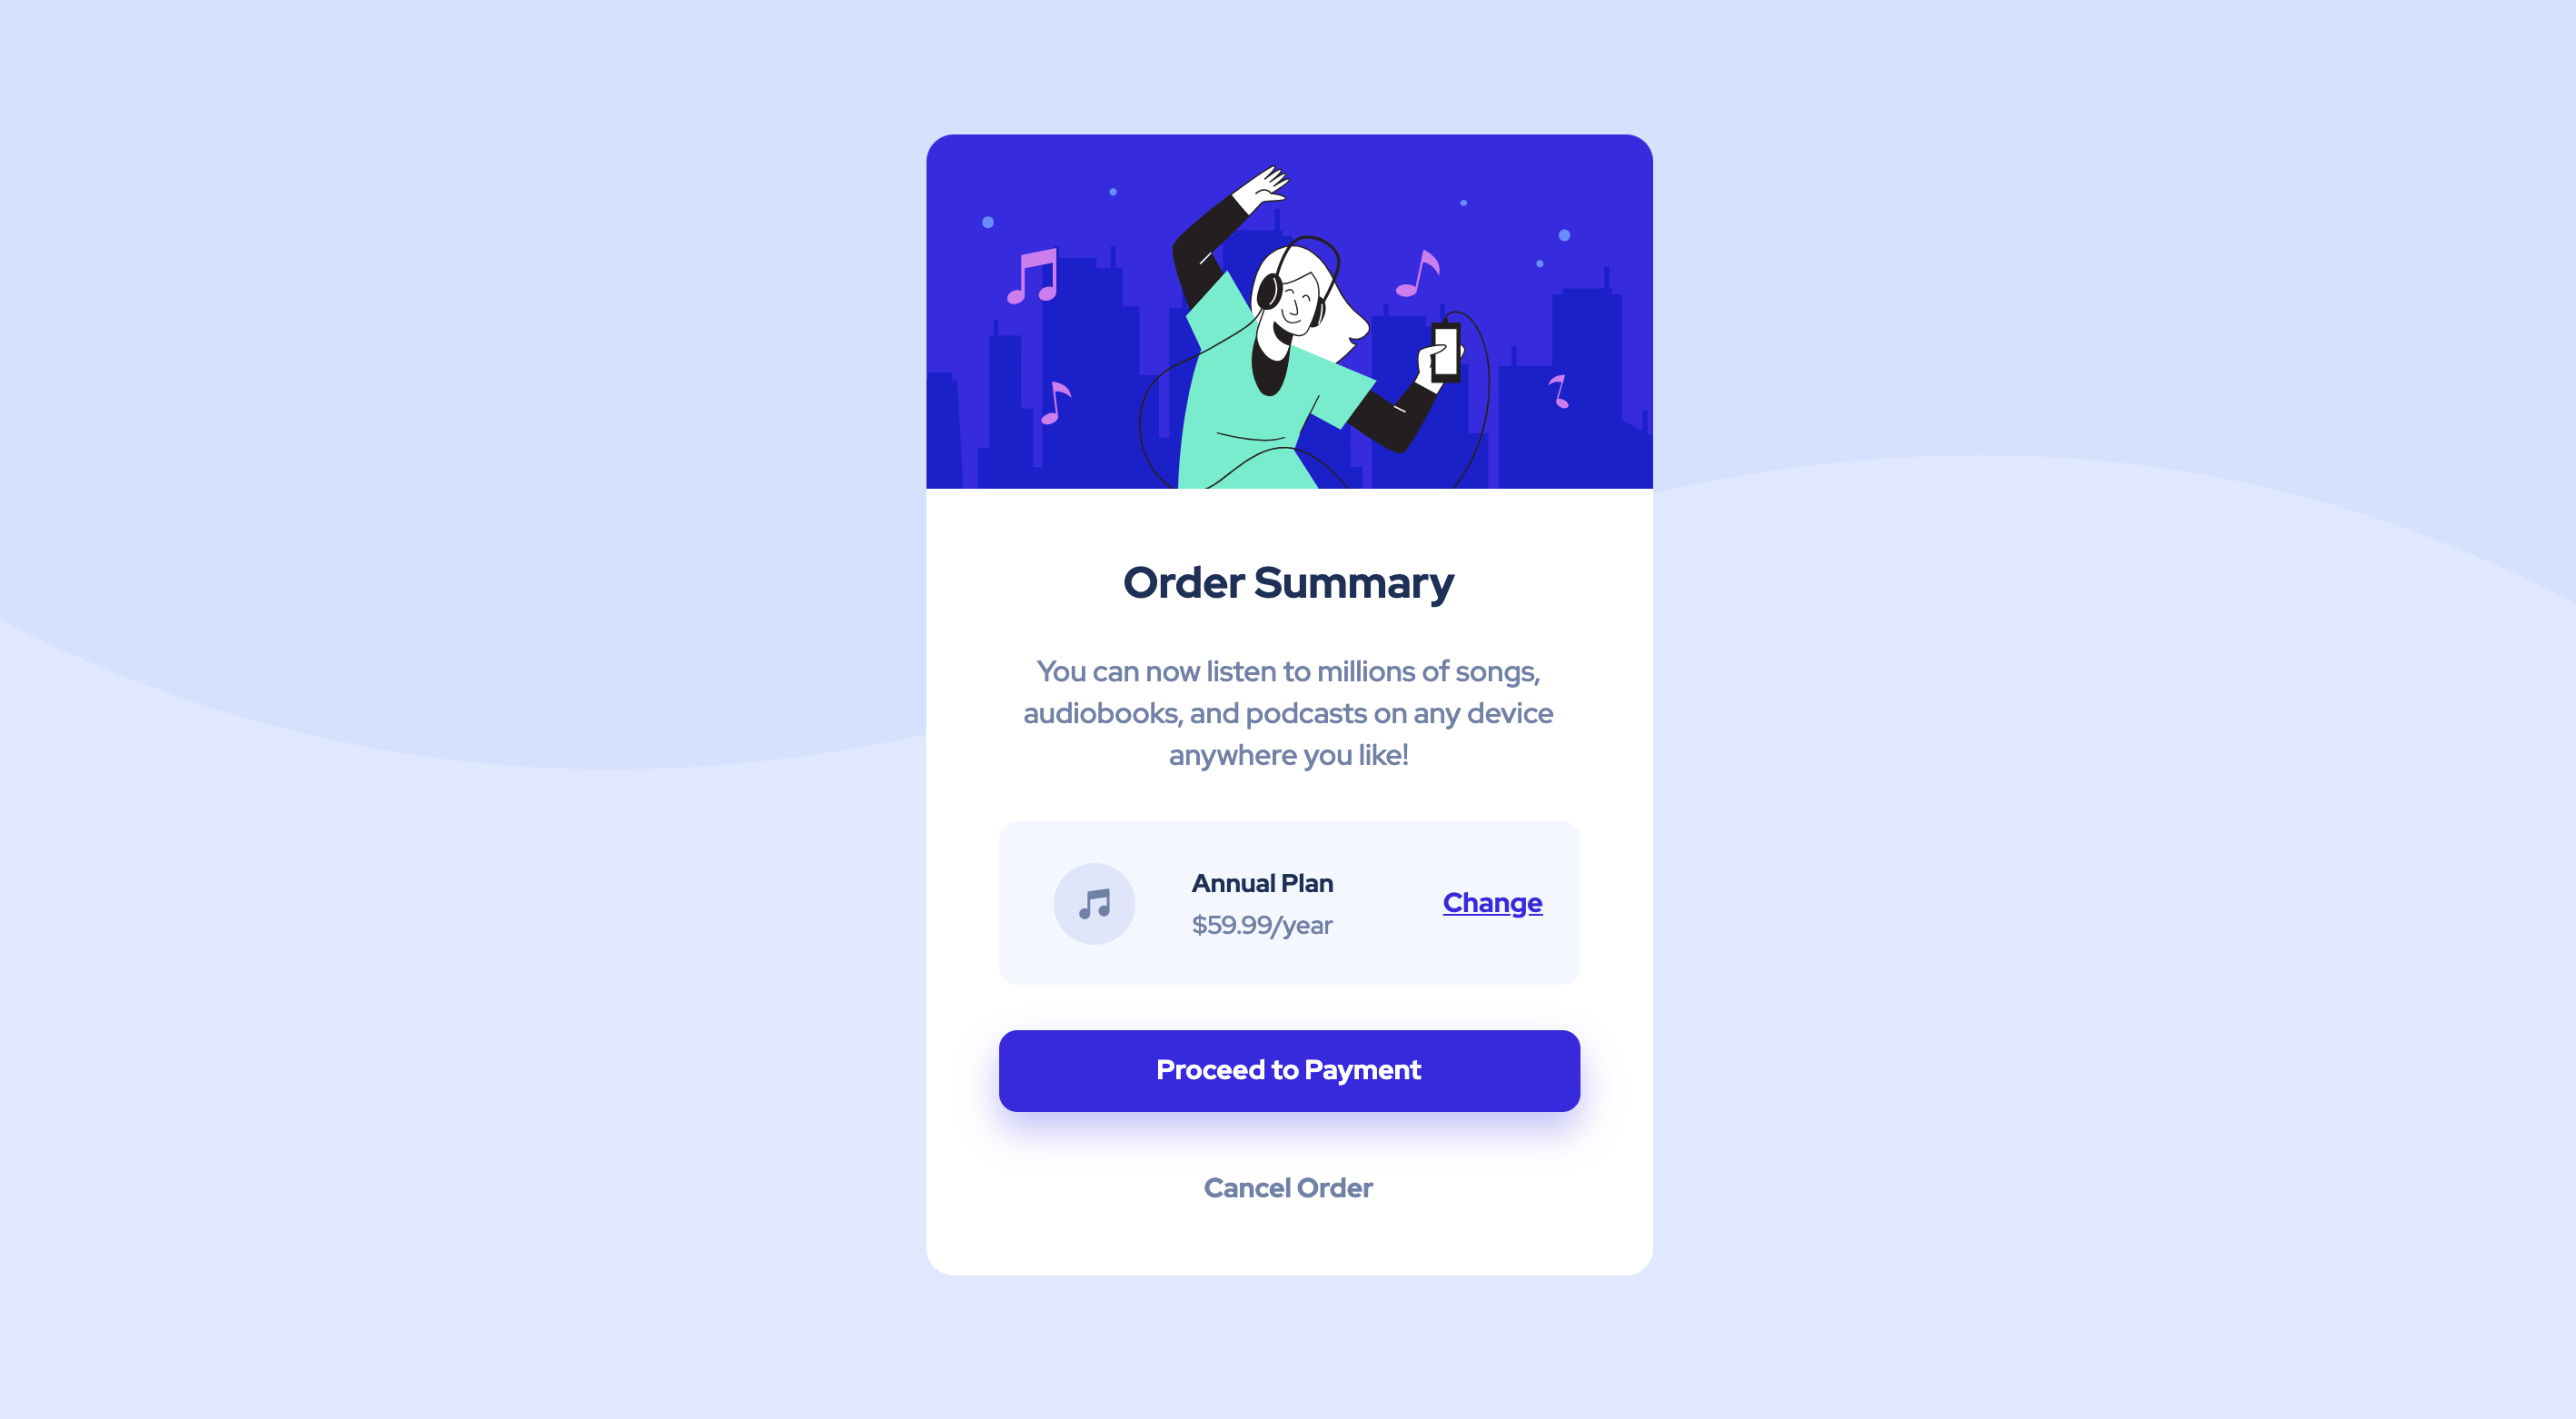 Order Summary
You can now listen to millions of songs,
audiobooks, and podcasts on any device
anywhere you like!
Annual Plan
$59.99/year
Change
Proceed to Payment
Cancel Order